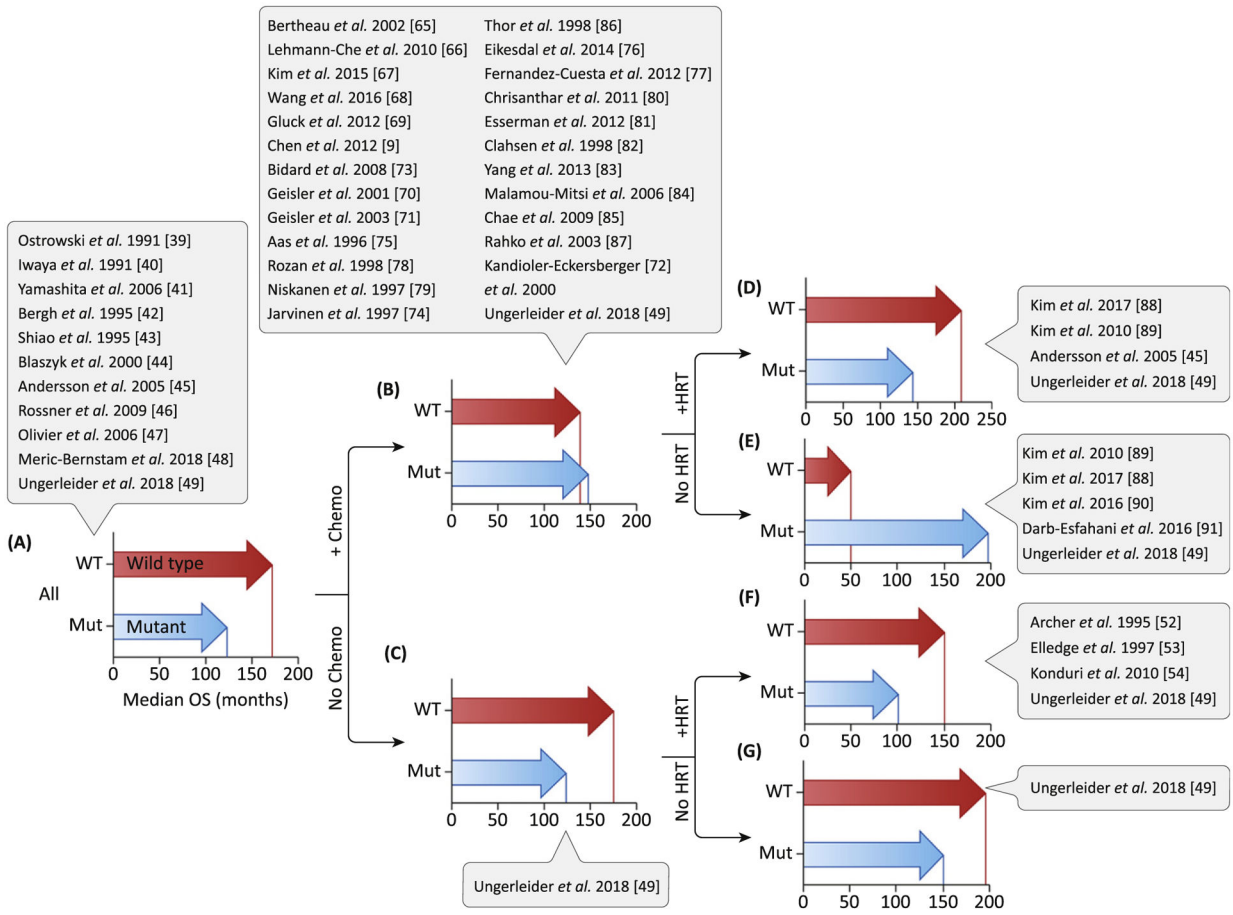 Bertheau et al. 2002 [65]
Lehmann-Che et al. 2010 [66]
Kim et al. 2015 [67]
Wang et al. 2016 [68]
Gluck et al. 2012 [69]
Chen et al. 2012 [9]
Bidard et al. 2008 [73]
Geisler et al. 2001 [70]
Geisler et al. 2003 [71]
Aas et al. 1996 [75]
Rozan et al. 1998 [78]
Niskanen et al. 1997 [79]
Jarvinen et al. 1997 [74]
Thor et al. 1998 [86]
Eikesdal et al. 2014 [76]
Fernandez-Cuesta et al. 2012 [77]
Chrisanthar et al. 2011 [80]
Esserman et al. 2012 [81]
Clahsen et al. 1998 [82]
Yang et al. 2013 [83]
Malamou-Mitsi et al. 2006 [84]
Chae et al. 2009 [85]
Rahko et al. 2003 [87]
Kandioler-Eckersberger [72]
et al. 2000
Ungerleider et al. 2018 [49]
Ostrowski et al. 1991 [39]
Iwaya et al. 1991 [40]
Yamashita et al. 2006 [41]
Bergh et al. 1995 [42]
Shiao et al. 1995 [43]
Blaszyk et al. 2000 [44]
Andersson et al. 2005 [45]
Rossner et al. 2009 [46]
Olivier et al. 2006 [47]
Meric-Bernstam et al. 2018 [48]
Ungerleider et al. 2018 [49]
(A)
WT
Wild type
All
Mut
Mutant
0 50 100 150 200
Median OS (months)
+ Chemo
No Chemo
(B)
WT
Mut
0 50 100 150 200
(C)
WT
Mut
0 50 100 150 200
Ungerleider et al. 2018 [49]
+HRT
No HRT
(D)
WT
Mut
0 50 100 150 200 250
Kim et al. 2017 [88]
Kim et al. 2010 [89]
Andersson et al. 2005 [45]
Ungerleider et al. 2018 [49]
(E)
WT
Mut
0 50 100 150 200
Kim et al. 2010 [89]
Kim et al. 2017 [88]
Kim et al. 2016 [90]
Darb-Esfahani et al. 2016 [91]
Ungerleider et al. 2018 [49]
+HRT
No HRT
(F)
WT
Mut
0 50 100 150 200
Archer et al. 1995 [52]
Elledge et al. 1997 [53]
Konduri et al. 2010 [54]
Ungerleider et al. 2018 [49]
(G)
WT
Mut
0 50 100 150 200
Ungerleider et al. 2018 [49]